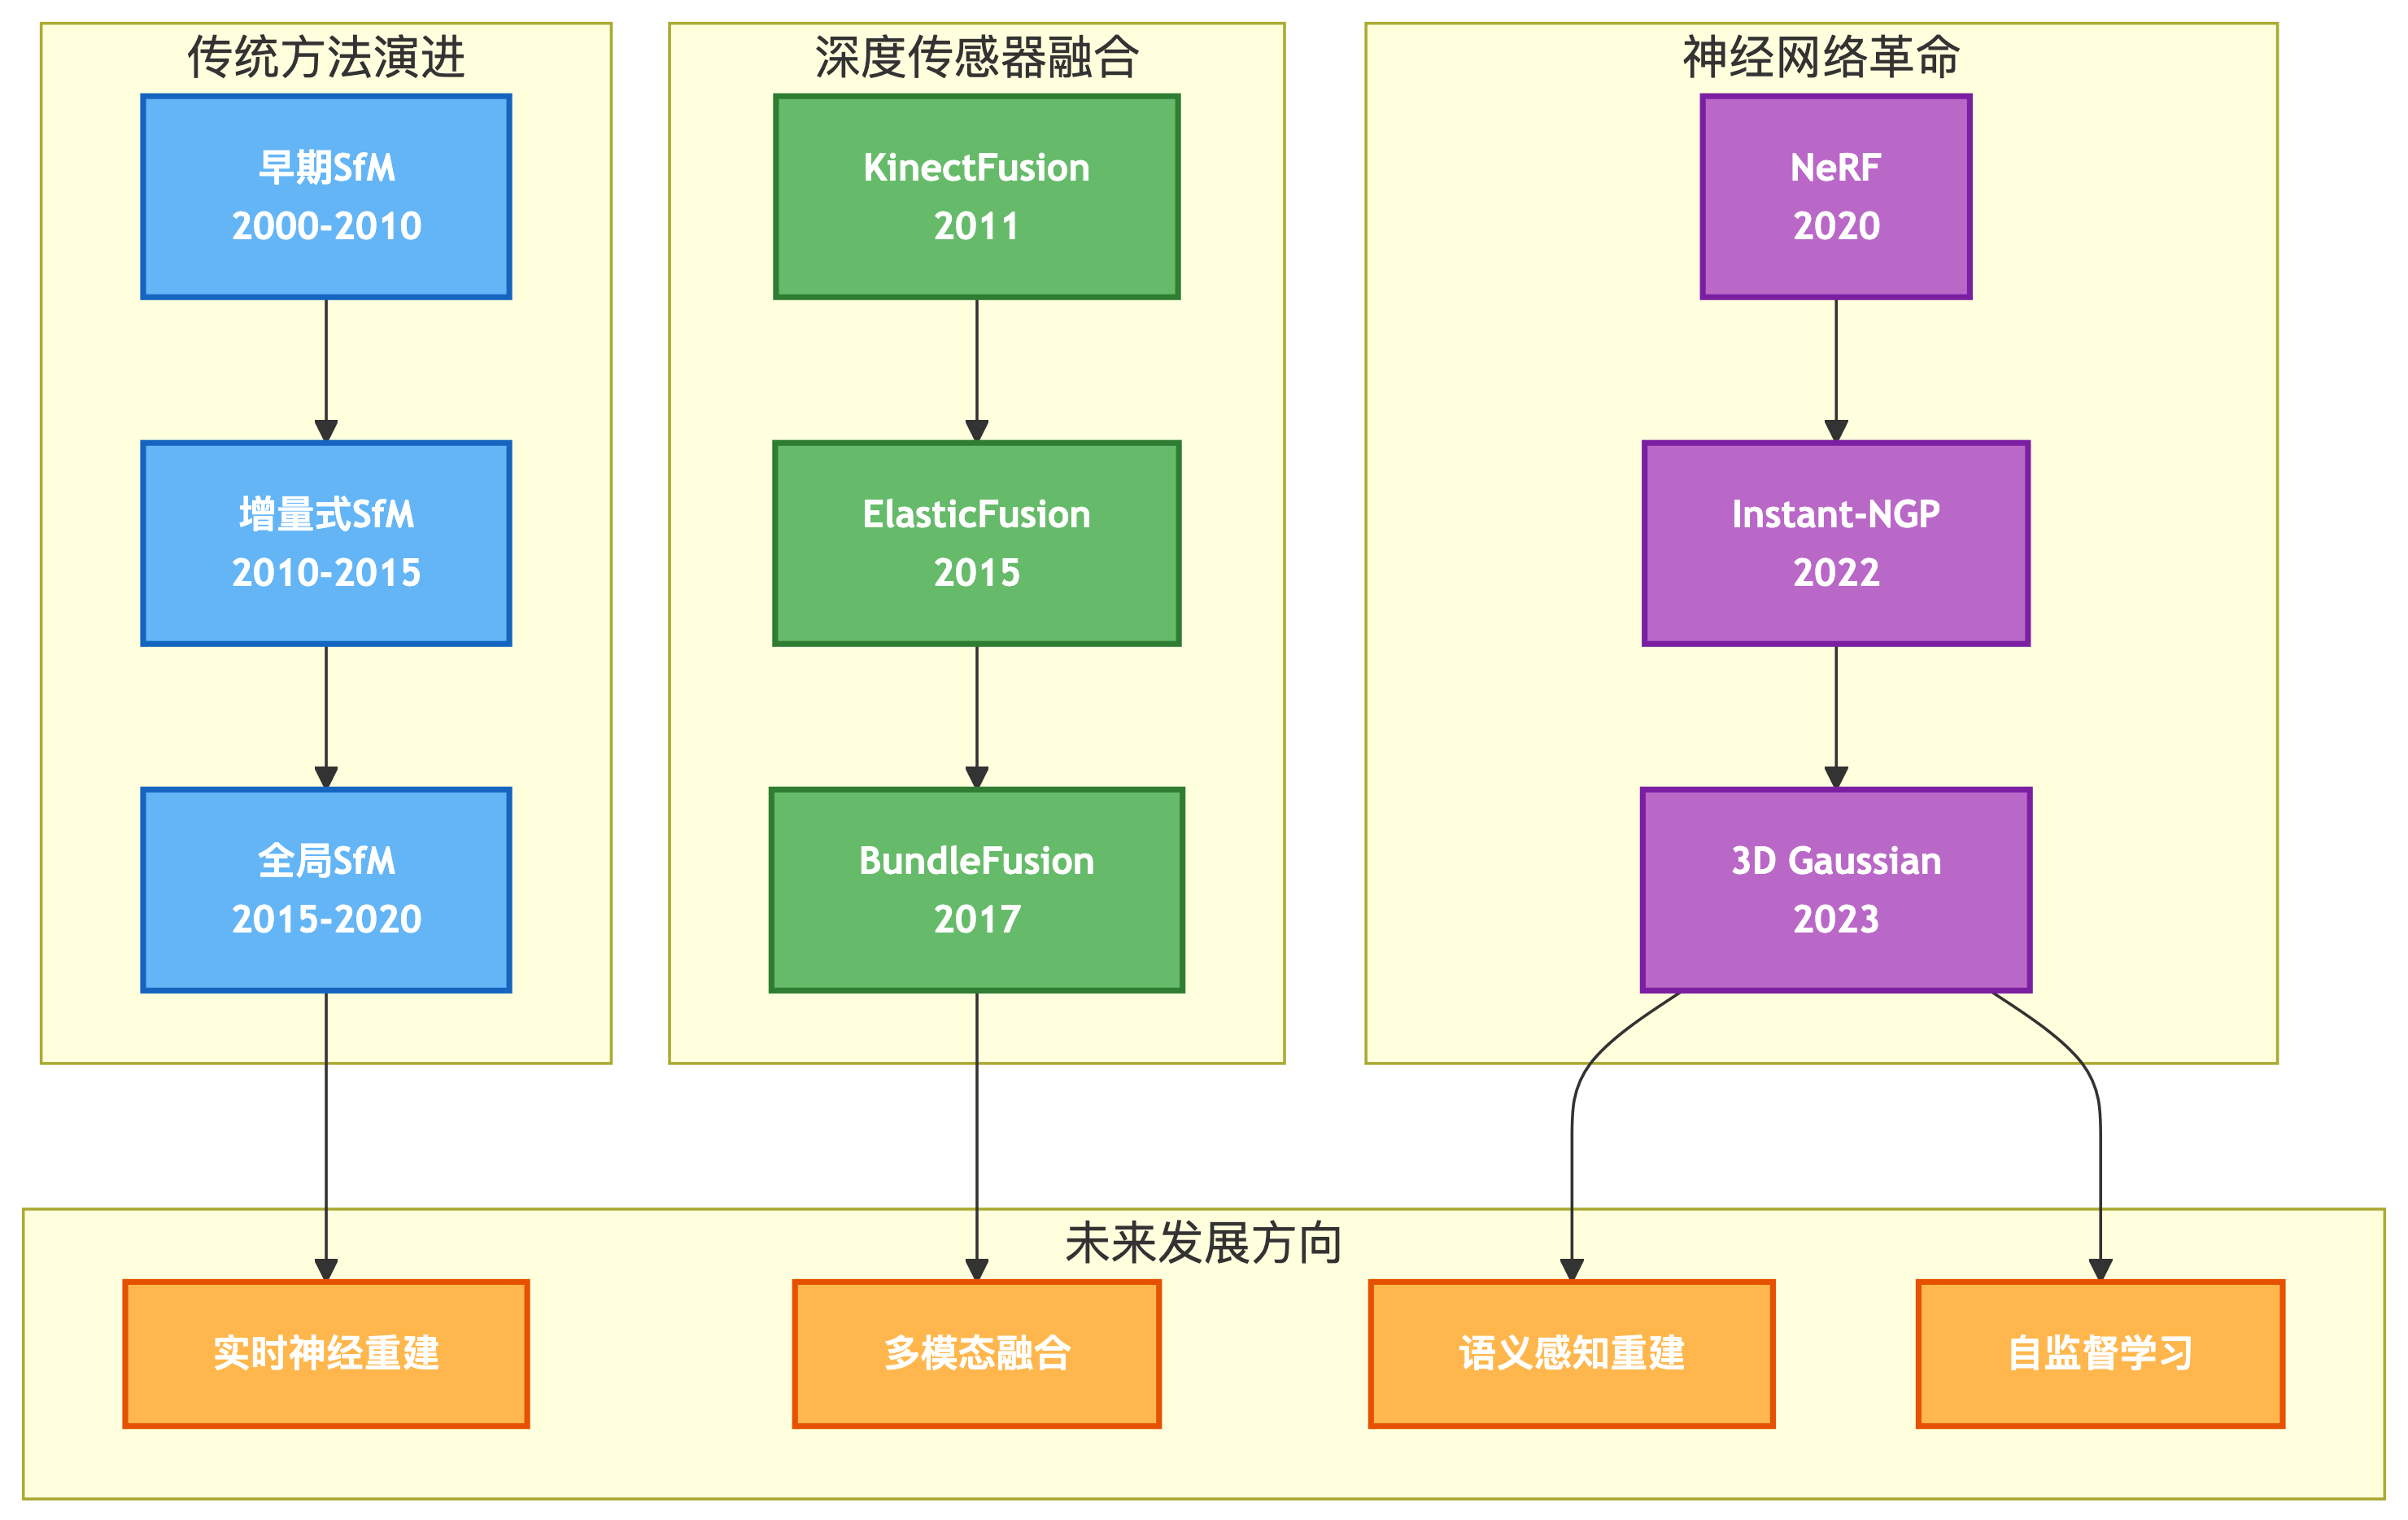 传统方法演进
早期SfM
2000-2010
增量式SfM
2010-2015
全局SfM
2015-2020
深度传感器融合
KinectFusion
2011
ElasticFusion
2015
BundleFusion
2017
神经网络革命
NeRF
2020
Instant-NGP
2022
3D Gaussian
2023
未来发展方向
实时神经重建
多模态融合
语义感知重建
自监督学习